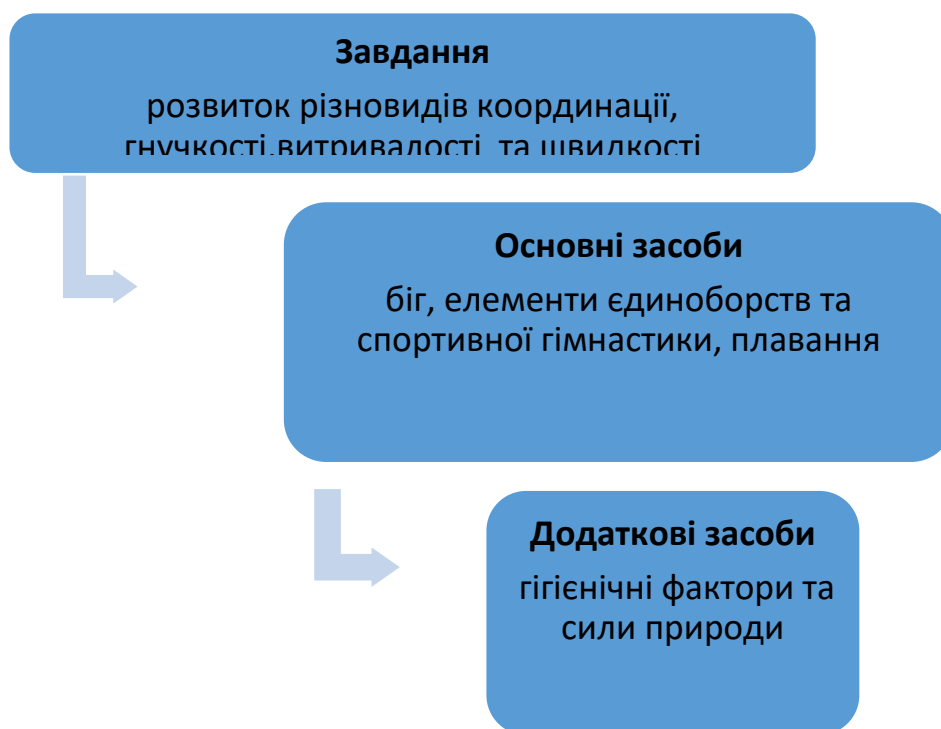 Завдання
розвиток різновидів координації,
гнучкості,витривалості та швидкості
Основні засоби
біг, елементи єдиноборств та
спортивної гімнастики, плавання
Додаткові засоби
гігієнічні фактори та
сили природи